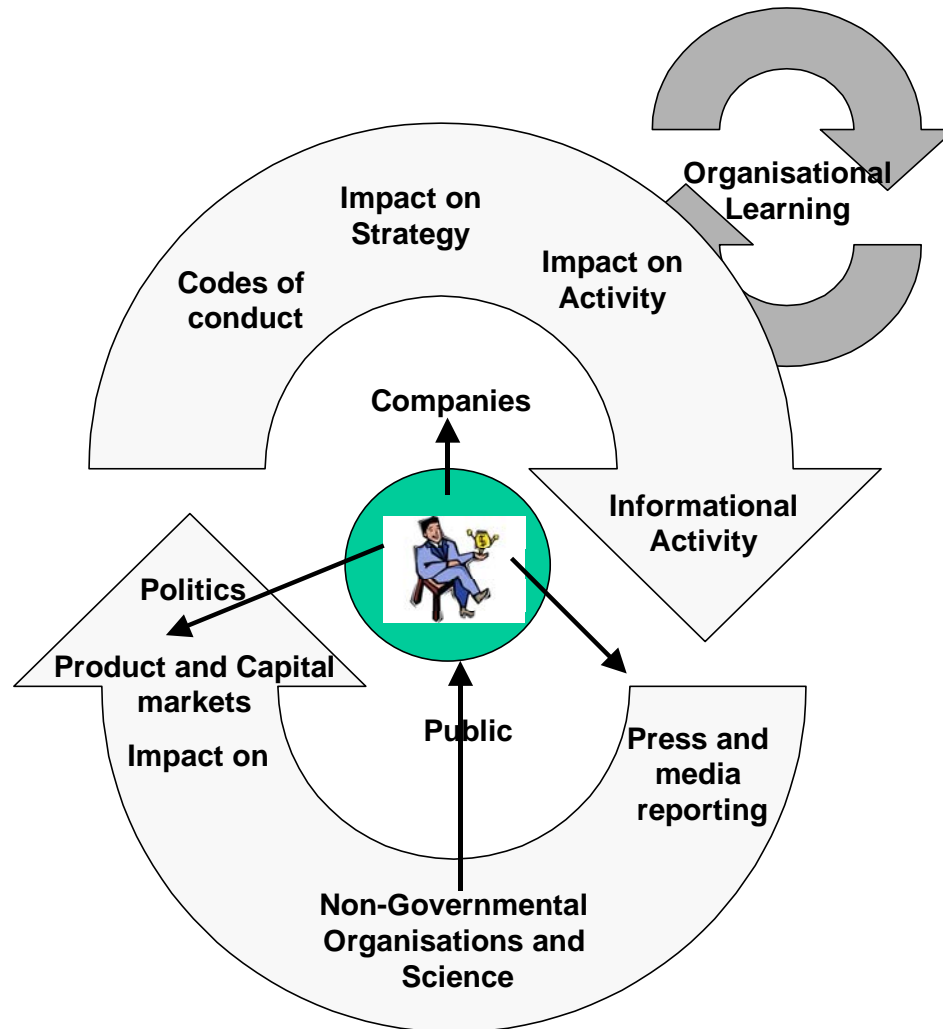 Organisational
Learning
Impact on
Strategy
Impact on
Activity
Codes of
conduct
Companies
Informational
Activity
$
Politics
Product and Capital
markets
Impact on
Public
Press and
media
reporting
Non-Governmental
Organisations and
Science